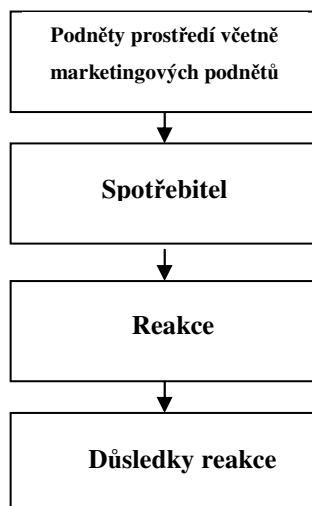 Podněty prostředí včetně
marketingových podnětů
Spotřebitel
Reakce
Důsledky reakce